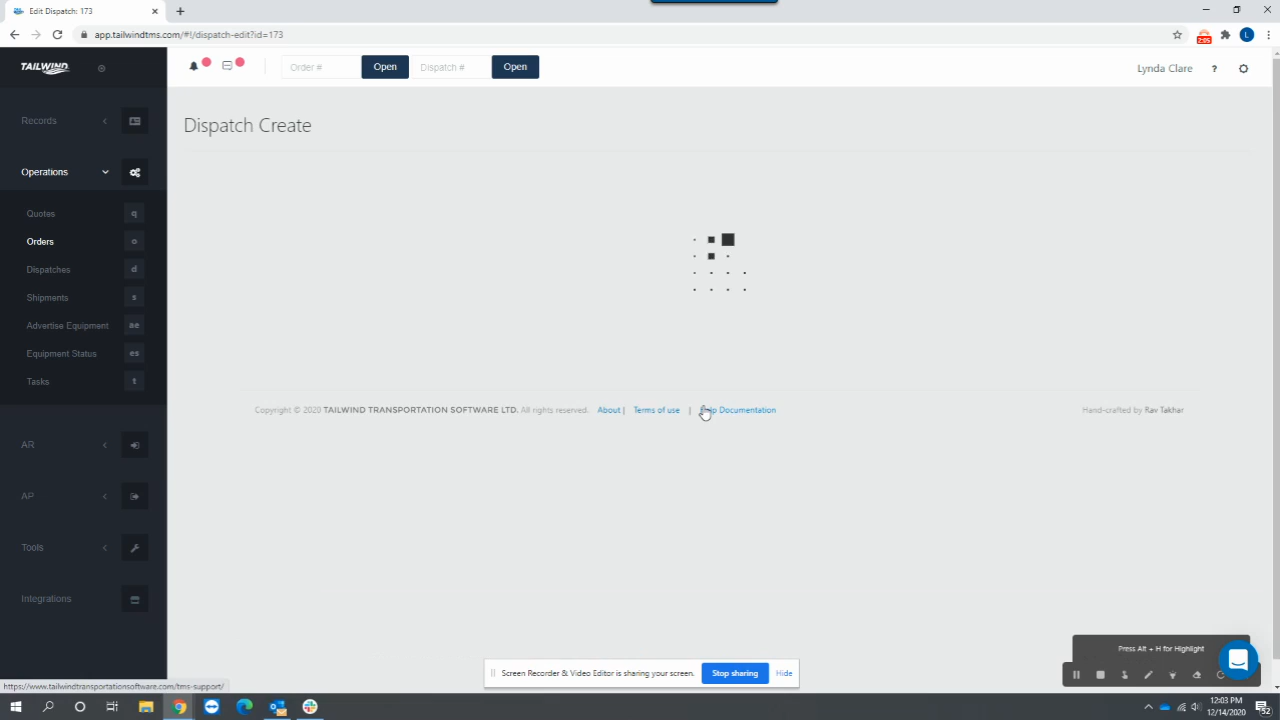 Edit Dispatch: 173
app.tailwindtms.com/#!/dispatch-edit?id=173
2:05
L
TAILWIND
Order #
Open
Dispatch #
Open
Lynda Clare
?
Records
Dispatch Create
Operations
Quotes q
Orders o
Dispatches d
Shipments s
Advertise Equipment ae
Equipment Status es
Tasks t
Copyright © 2020 TAILWIND TRANSPORTATION SOFTWARE LTD. All rights reserved. About | Terms of use | Help Documentation
Hand-crafted by Rav Takhar
AR
AP
Tools
Integrations
Press Alt + H for Highlight
Screen Recorder & Video Editor is sharing your screen. Stop sharing Hide
https://www.tailwindtransportationsoftware.com/tms-support/
12:03 PM
12/14/2020
52